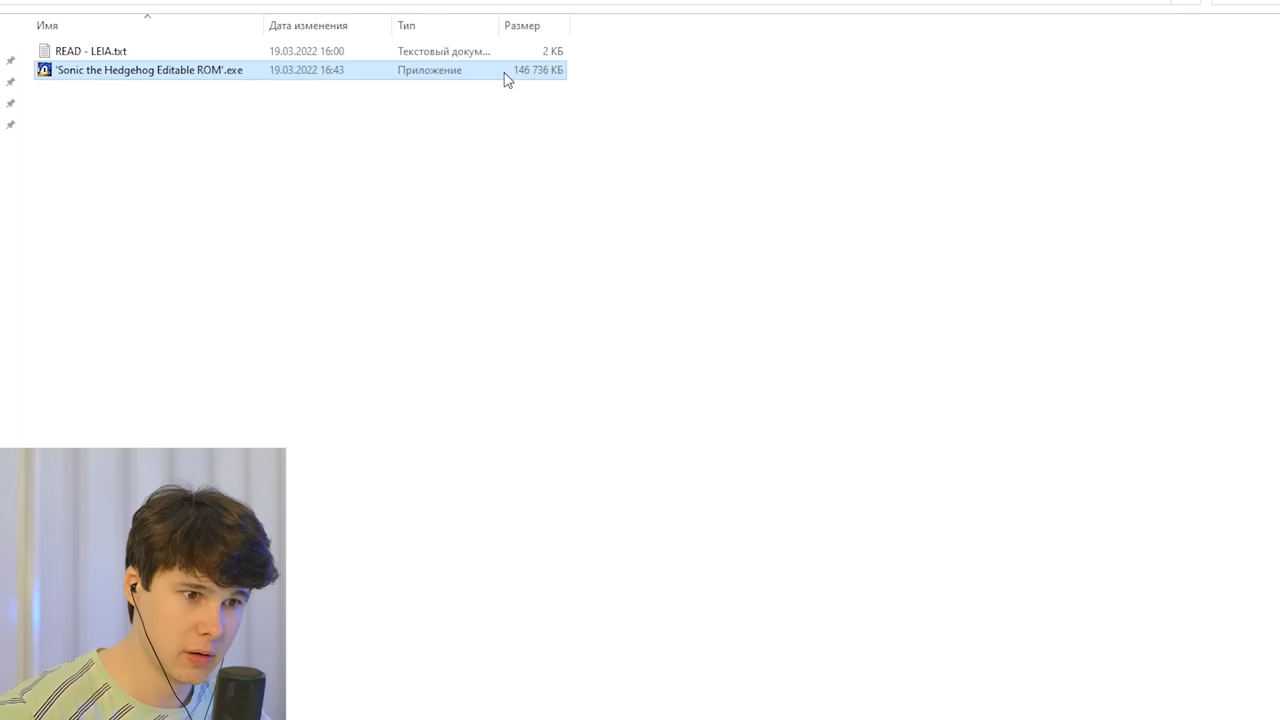 Имя Дата изменения Тип Размер
READ - LEIA.txt 19.03.2022 16:00 Текстовый докум... 2 КБ
'Sonic the Hedgehog Editable ROM'.exe 19.03.2022 16:43 Приложение 146 736 КБ